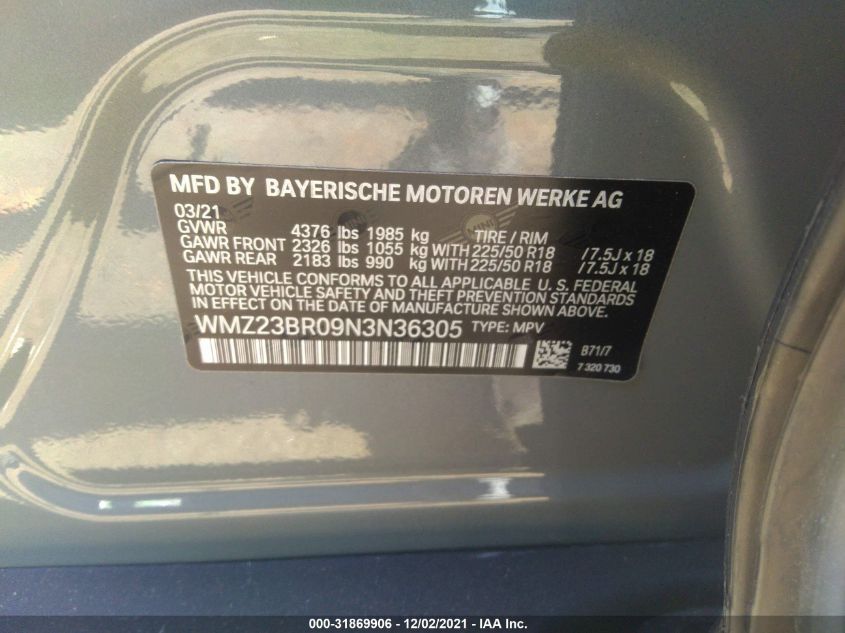 MFD BY BAYERISCHE MOTOREN WERKE AG
03/21
GVWR 4376 lbs 1985 kg TIRE / RIM
GAWR FRONT 2326 lbs 1055 kg WITH 225/50 R18 / 7.5J x 18
GAWR REAR 2183 lbs 990 kg WITH 225/50 R18 / 7.5J x 18
THIS VEHICLE CONFORMS TO ALL APPLICABLE U. S. FEDERAL
MOTOR VEHICLE SAFETY AND THEFT PREVENTION STANDARDS
IN EFFECT ON THE DATE OF MANUFACTURE SHOWN ABOVE.
WMZ23BR09N3N36305 TYPE: MPV
B71/7
7 320 730
000-31869906 - 12/02/2021 - IAA Inc.